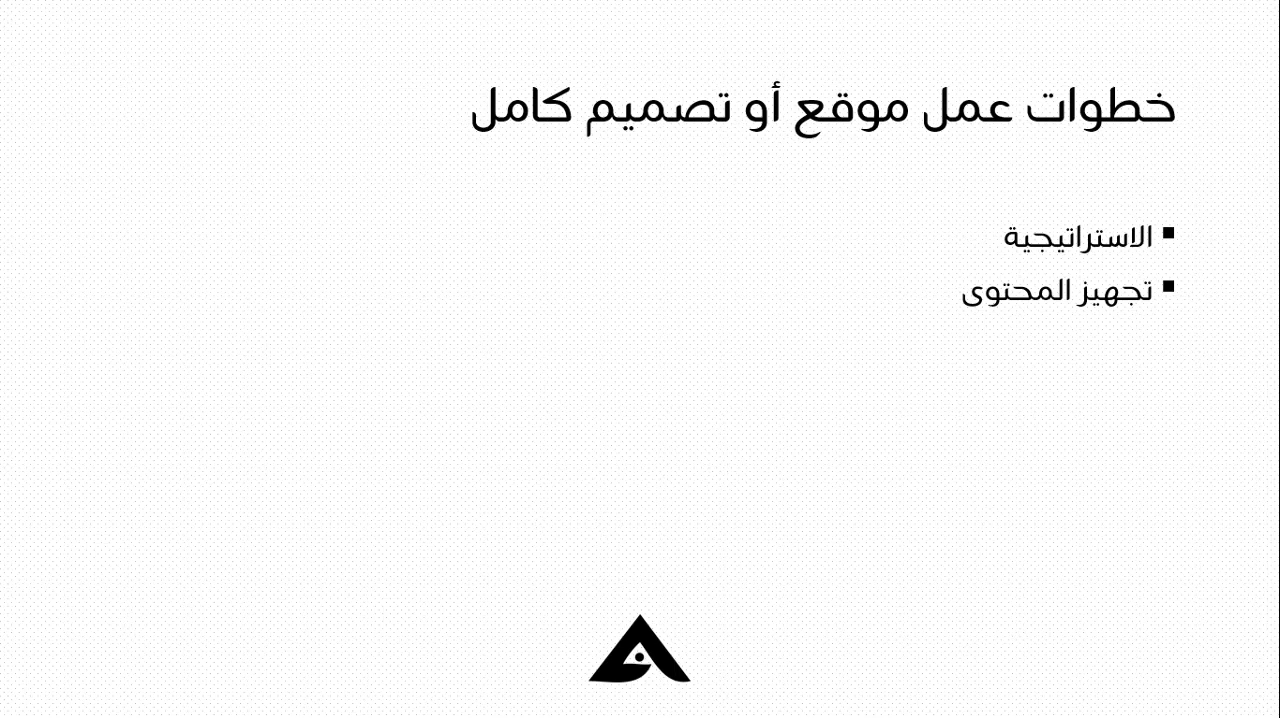 خطوات عمل موقع أو تصميم كامل
الاستراتيجية
تجهيز المحتوى